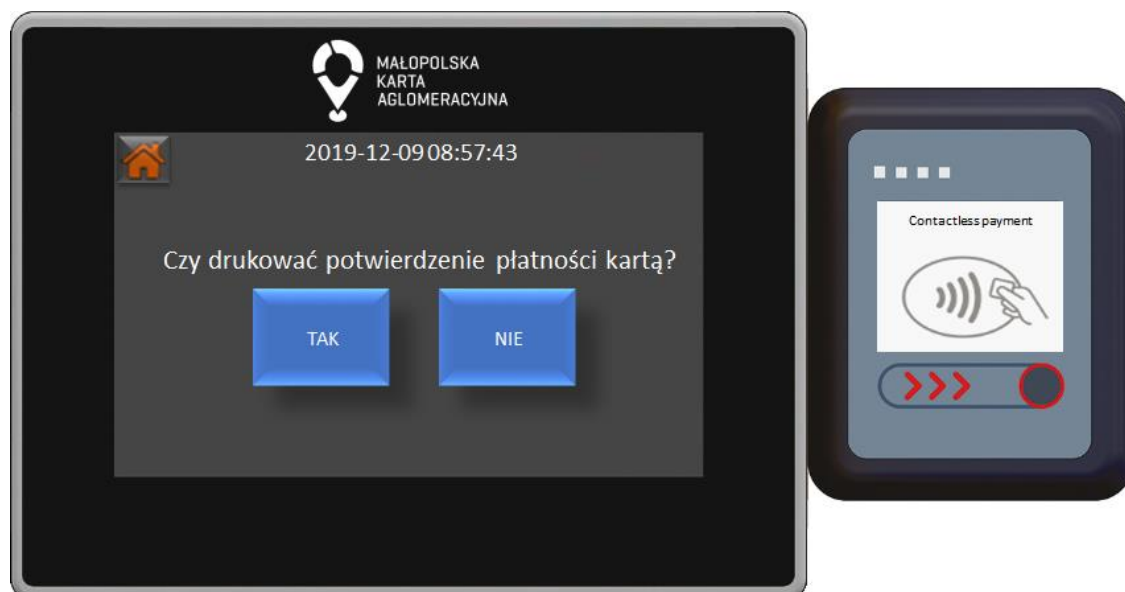 MAŁOPOLSKA
KARTA
AGLOMERACYJNA
2019-12-09 08:57:43
Czy drukować potwierdzenie płatności kartą?
TAK
NIE
Contactless payment